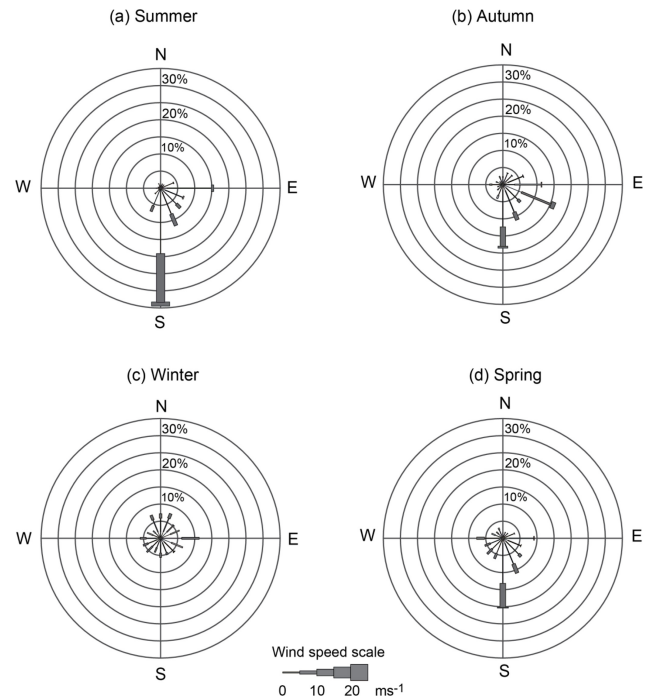 (a) Summer
N
30%
20%
10%
W
E
S
(b) Autumn
N
30%
20%
10%
W
E
S
(c) Winter
N
30%
20%
10%
W
E
S
(d) Spring
N
30%
20%
10%
W
E
S
Wind speed scale
0 10 20 ms-1